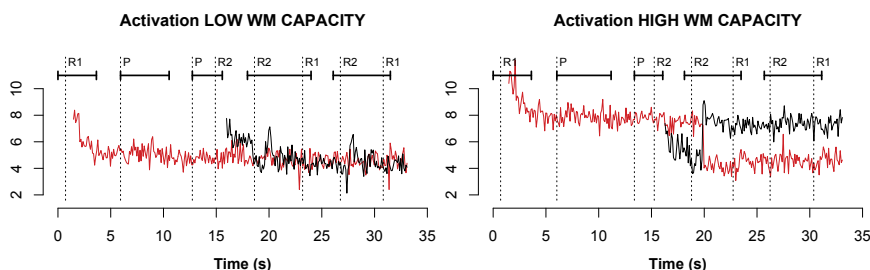 Activation LOW WM CAPACITY
R1 P P R2 R2 R1 R2 R1
10
8
6
4
2
0 5 10 15 20 25 30 35
Time (s)
Activation HIGH WM CAPACITY
R1 P P R2 R2 R1 R2 R1
10
8
6
4
2
0 5 10 15 20 25 30 35
Time (s)